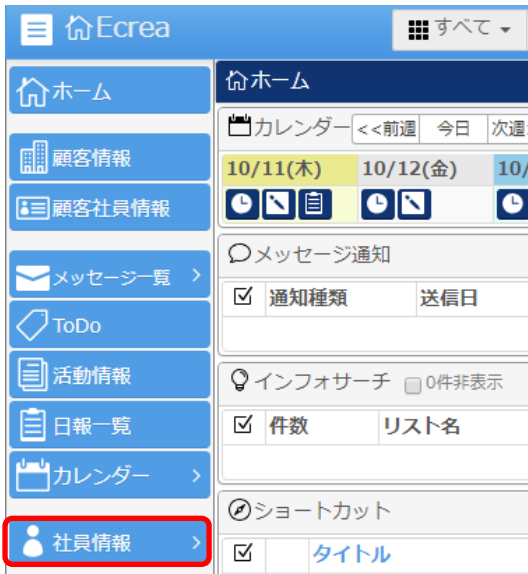 Ecrea
すべて
ホーム
顧客情報
顧客社員情報
メッセージ一覧
ToDo
活動情報
日報一覧
カレンダー
社員情報
ホーム
カレンダー <<前週 今日 次週
10/11(木) 10/12(金) 10/
メッセージ通知
通知種類 送信日
インフォサーチ 0件非表示
件数 リスト名
ショートカット
タイトル